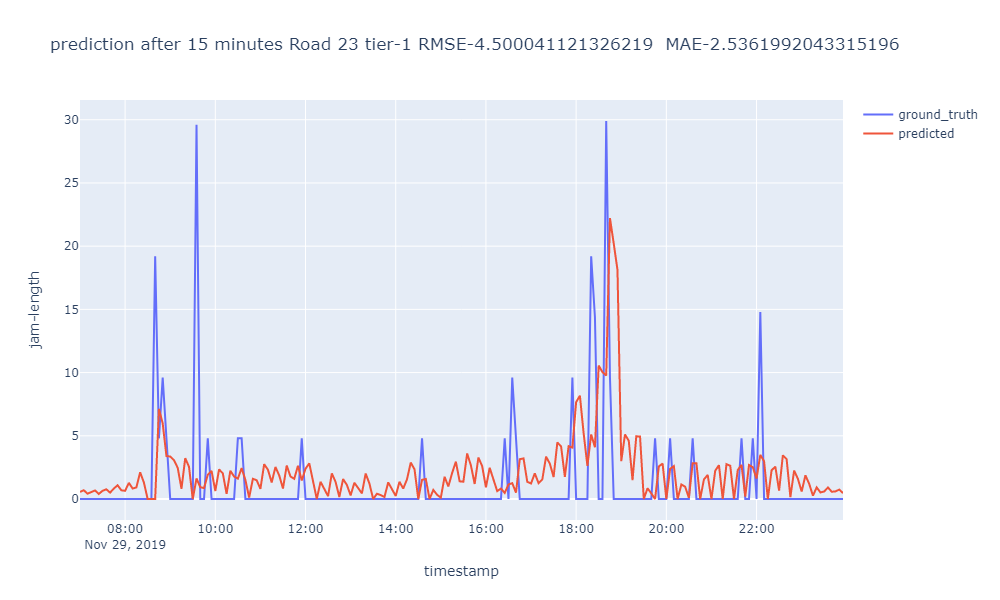 prediction after 15 minutes Road 23 tier-1 RMSE-4.500041121326219  MAE-2.5361992043315196
ground_truth
predicted
30
25
20
15
10
5
0
jam-length
08:00 10:00 12:00 14:00 16:00 18:00 20:00 22:00
Nov 29, 2019
timestamp